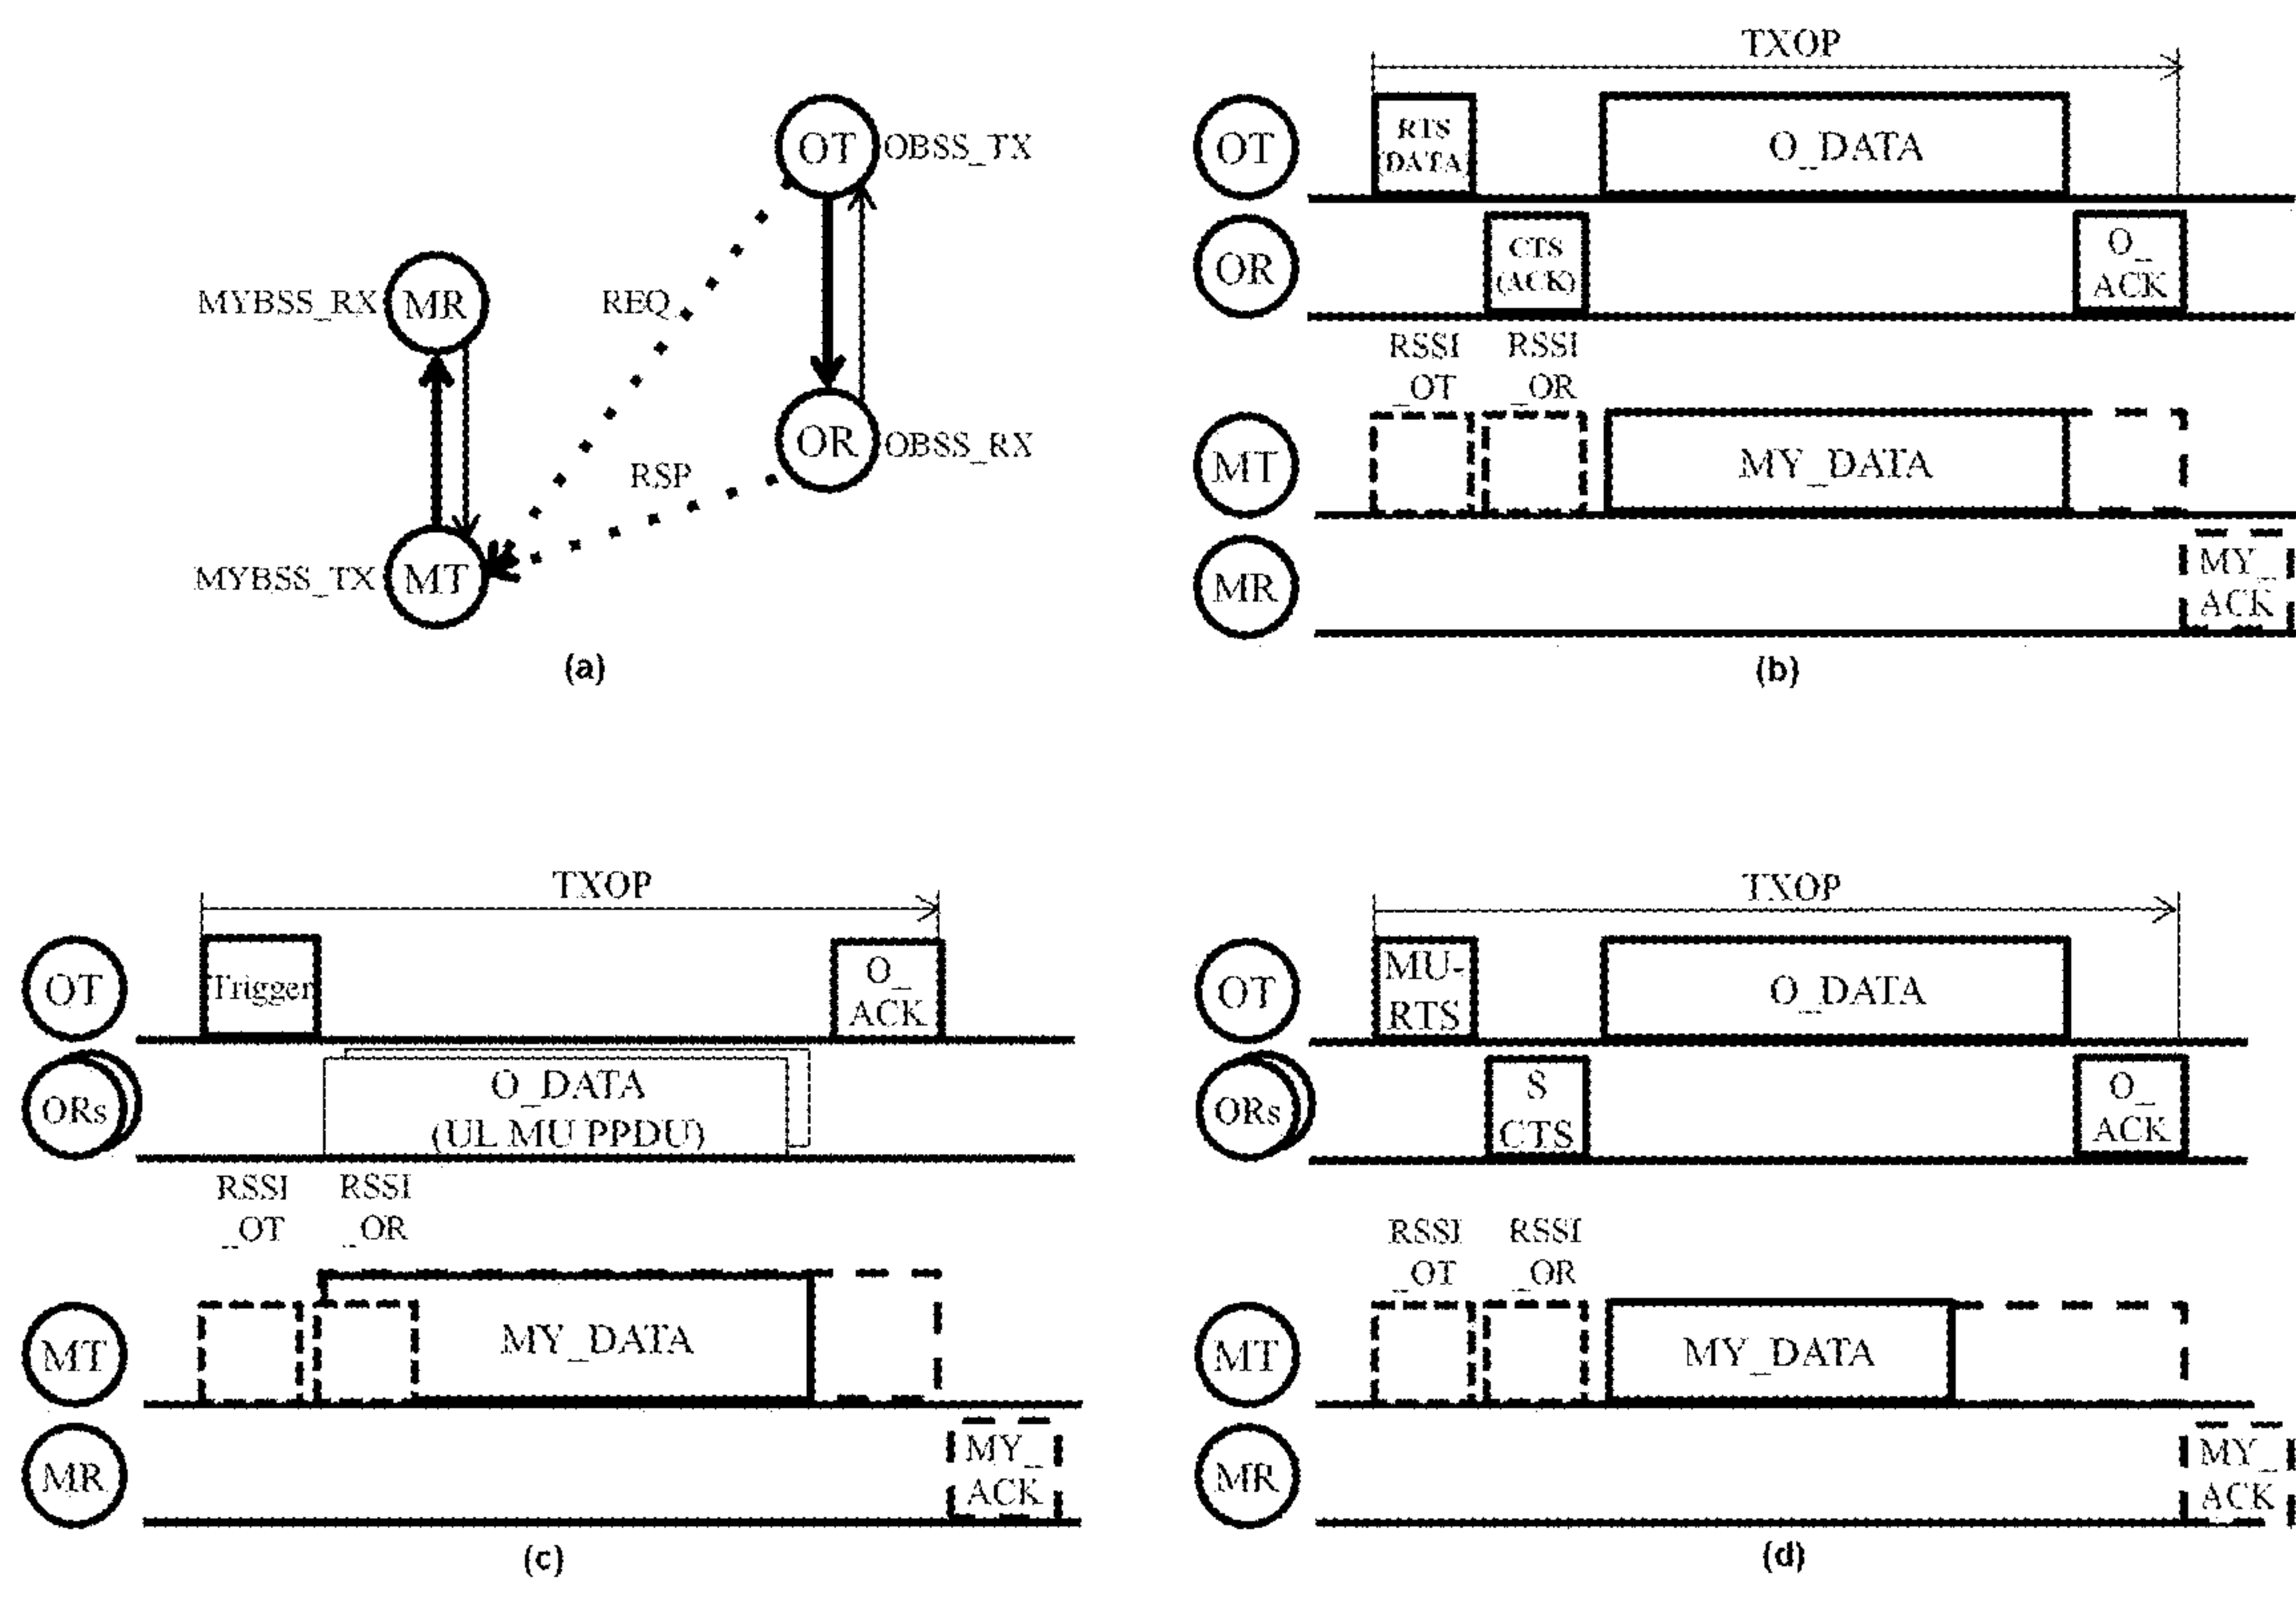 OT OBSS_TX
MYBSS_RX MR
REQ
OR OBSS_RX
RSP
MYBSS_TX MT
(a)
TXOP
OT
RTS
(DATA)
O_DATA
OR
CTS
(ACK)
O_
ACK
RSSI
_OT
RSSI
_OR
MT
MY_DATA
MR
MY_
ACK
(b)
TXOP
OT
Trigger
O_
ACK
ORs
O_DATA
(UL MU PPDU)
RSSI
_OT
RSSI
_OR
MT
MY_DATA
MR
MY_
ACK
(c)
TXOP
OT
MU-
RTS
O_DATA
ORs
S
CTS
O_
ACK
RSSI
_OT
RSSI
_OR
MT
MY_DATA
MR
MY_
ACK
(d)